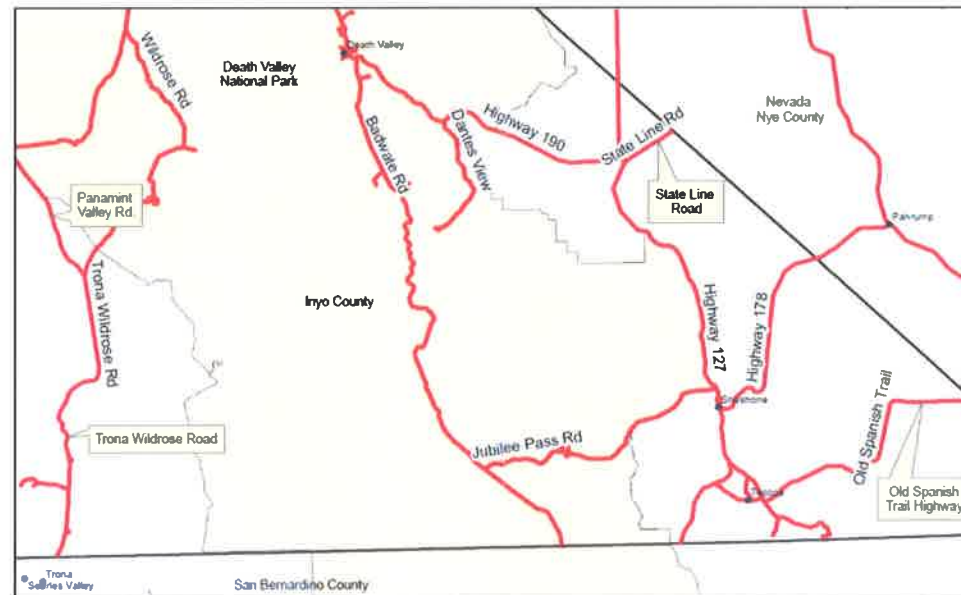 Wildrose Rd
Death Valley
National Park
Death Valley
Badwate Rd
Dantes View
Highway 190
State Line Rd
State Line
Road
Nevada
Nye County
Pahrump
Panamint
Valley Rd.
Trona Wildrose Rd
Inyo County
Highway 127
Highway 178
Shoshone
Trona Wildrose Road
Jubilee Pass Rd
Old Spanish Trail
Tecopa
Old Spanish
Trail Highway
Trona
Searles Valley
San Bernardino County